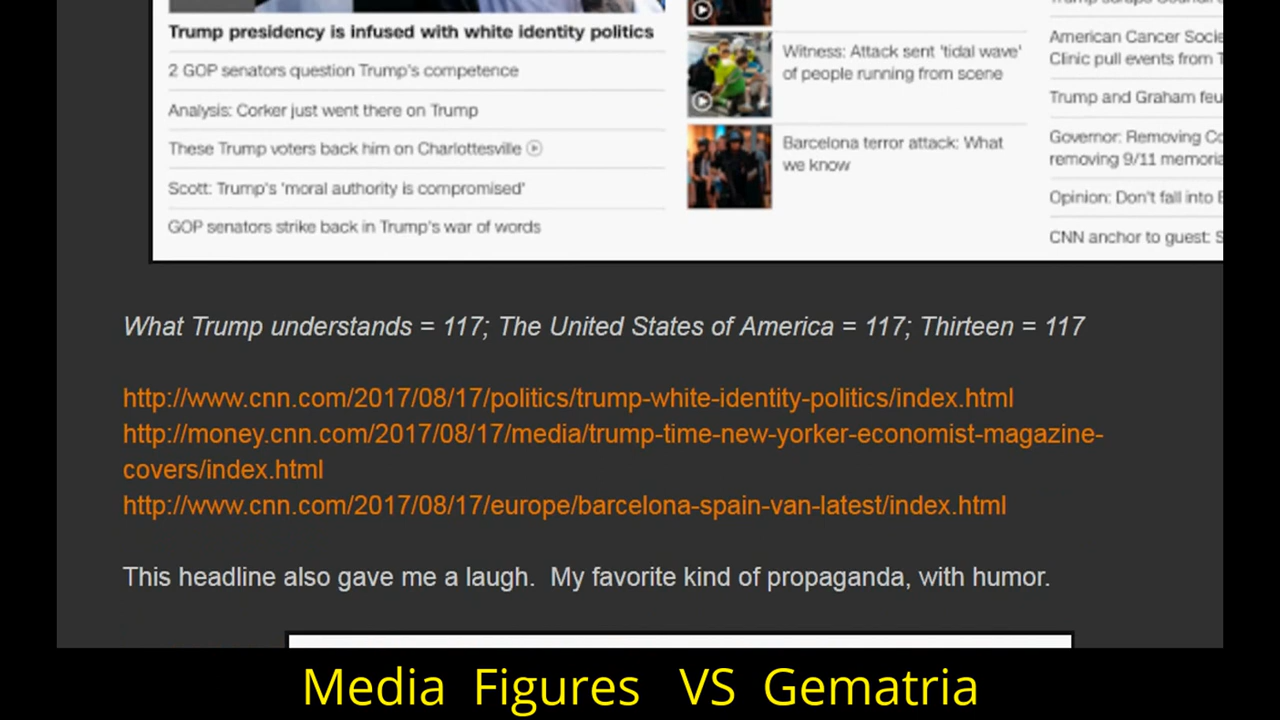 Trump presidency is infused with white identity politics
2 GOP senators question Trump's competence
Analysis: Corker just went there on Trump
These Trump voters back him on Charlottesville
Scott: Trump's 'moral authority is compromised'
GOP senators strike back in Trump's war of words
Witness: Attack sent 'tidal wave'
of people running from scene
Barcelona terror attack: What
we know
American Cancer Socie
Clinic pull events from T
Trump and Graham feu
Governor: Removing Co
removing 9/11 memoria
Opinion: Don't fall into
CNN anchor to guest: S
What Trump understands = 117; The United States of America = 117; Thirteen = 117
http://www.cnn.com/2017/08/17/politics/trump-white-identity-politics/index.html
http://money.cnn.com/2017/08/17/media/trump-time-new-yorker-economist-magazine-
covers/index.html
http://www.cnn.com/2017/08/17/europe/barcelona-spain-van-latest/index.html
This headline also gave me a laugh. My favorite kind of propaganda, with humor.
Media Figures VS Gematria